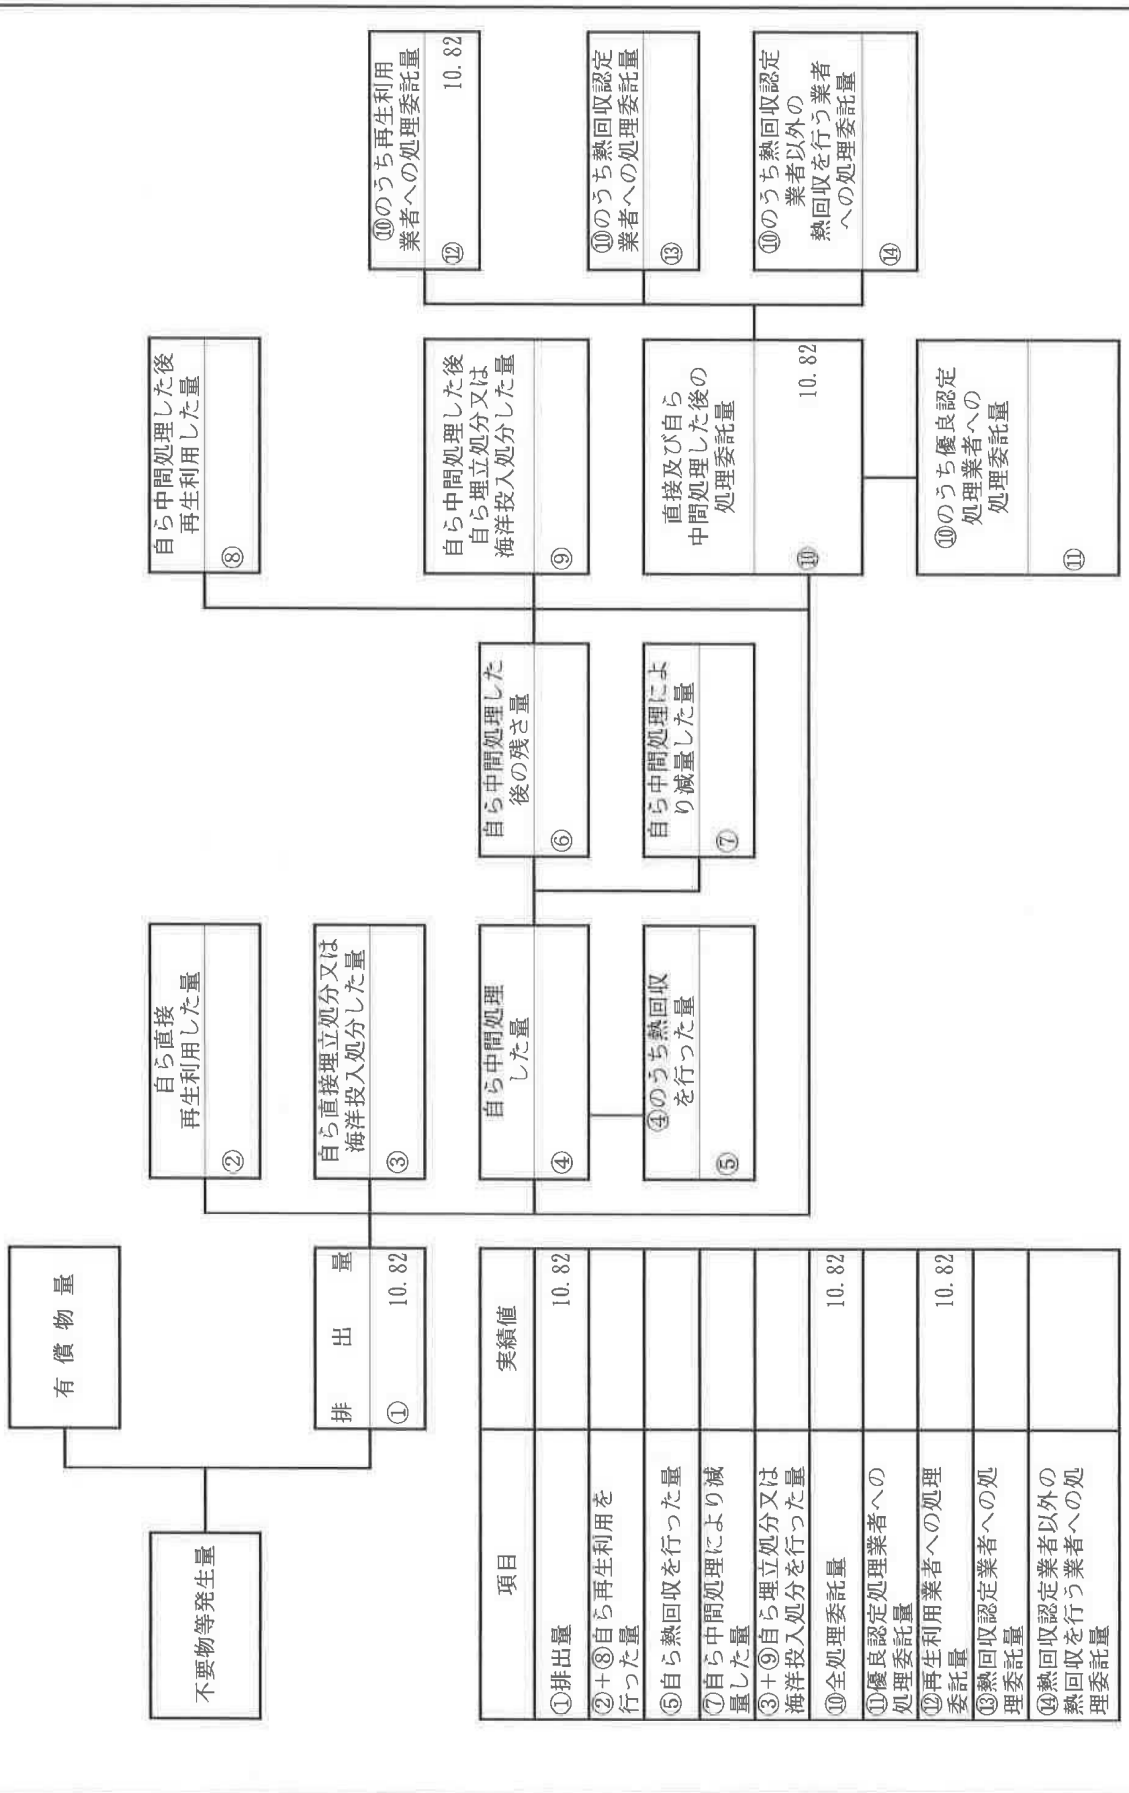 不要物等発生量
有償物量
排出量
① 10.82
自ら直接
再生利用した量
②
自ら直接埋立処分又は
海洋投入処分した量
③
自ら中間処理
した量
④
④のうち熱回収
を行った量
⑤
自ら中間処理した
後の残さ量
⑥
自ら中間処理によ
り減量した量
⑦
自ら中間処理した後
再生利用した量
⑧
自ら中間処理した後
自ら埋立処分又は
海洋投入処分した量
⑨
直接及び自ら
中間処理した後の
処理委託量
⑩ 10.82
⑩のうち優良認定
処理業者への
処理委託量
⑪
⑩のうち再生利用
業者への処理委託量
⑫ 10.82
⑩のうち熱回収認定
業者への処理委託量
⑬
⑩のうち熱回収認定
業者以外の
熱回収を行う業者
への処理委託量
⑭
項目 実績値
①排出量 10.82
②+⑧自ら再生利用を
行った量
⑤自ら熱回収を行った量
⑦自ら中間処理により減
量した量
③+⑨自ら埋立処分又は
海洋投入処分を行った量
⑩全処理委託量 10.82
⑪優良認定処理業者への
処理委託量
⑫再生利用業者への処理
委託量 10.82
⑬熱回収認定業者への処
理委託量
⑭熱回収認定業者以外の
熱回収を行う業者への処
理委託量